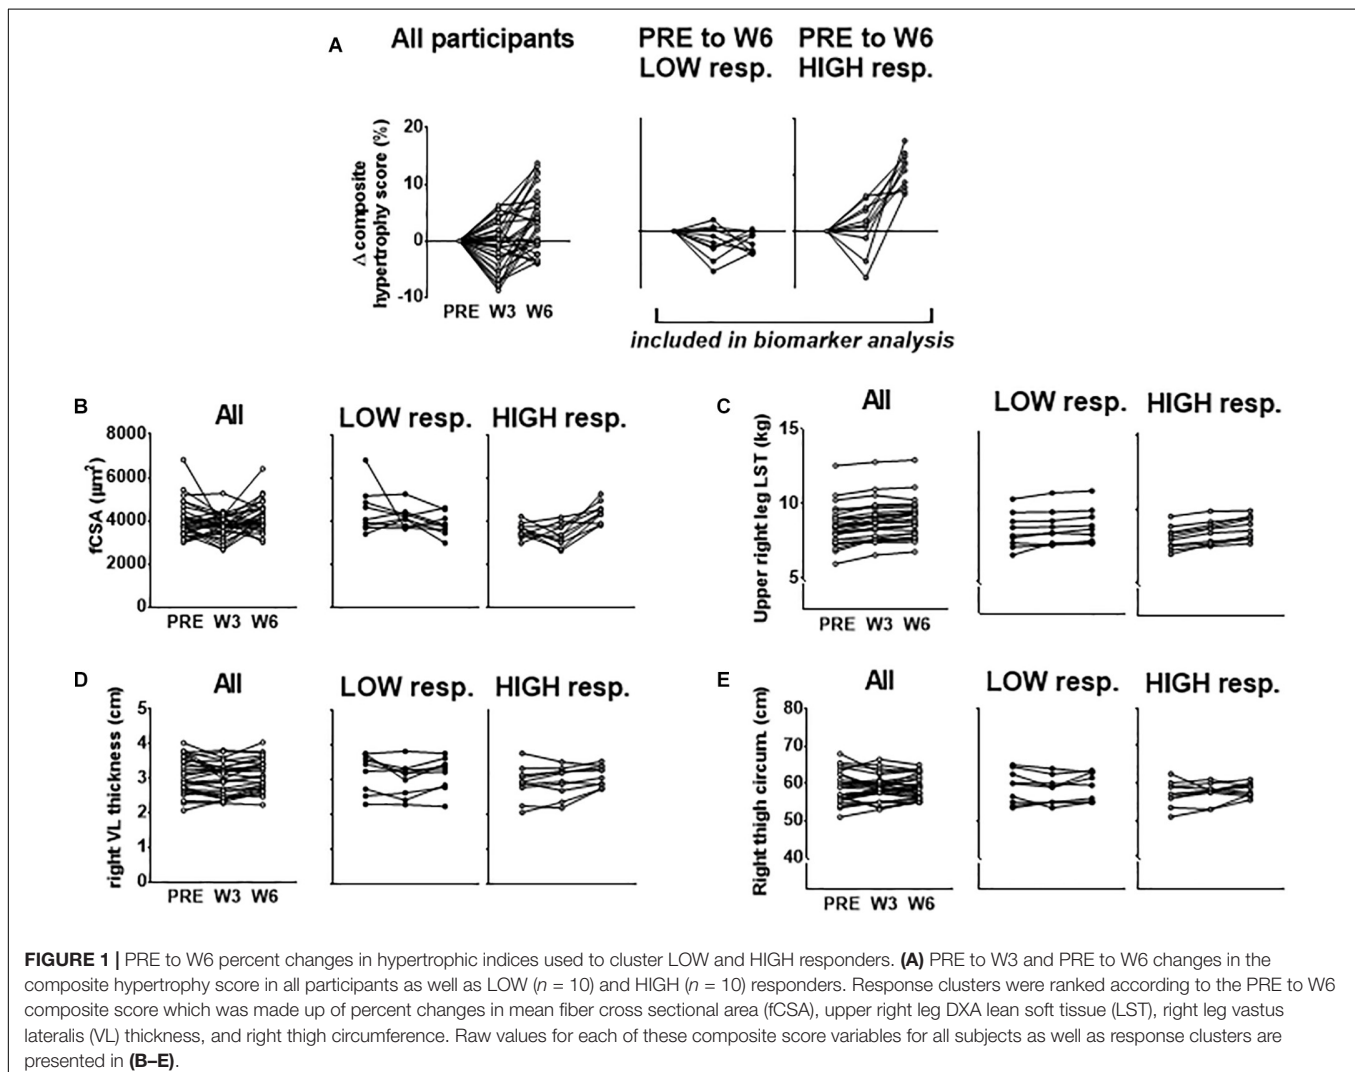 A
All participants
PRE to W6
LOW resp.
PRE to W6
HIGH resp.
Δ composite
hypertrophy score (%)
20
10
0
-10
PRE W3 W6
included in biomarker analysis
B
All
LOW resp.
HIGH resp.
fCSA (µm²)
8000
6000
4000
2000
0
PRE W3 W6
C
All
LOW resp.
HIGH resp.
Upper right leg LST (kg)
15
10
5
PRE W3 W6
D
All
LOW resp.
HIGH resp.
right VL thickness (cm)
5
4
3
2
1
0
PRE W3 W6
E
All
LOW resp.
HIGH resp.
Right thigh circum. (cm)
80
70
60
50
40
PRE W3 W6
FIGURE 1 | PRE to W6 percent changes in hypertrophic indices used to cluster LOW and HIGH responders. (A) PRE to W3 and PRE to W6 changes in the
composite hypertrophy score in all participants as well as LOW (n = 10) and HIGH (n = 10) responders. Response clusters were ranked according to the PRE to W6
composite score which was made up of percent changes in mean fiber cross sectional area (fCSA), upper right leg DXA lean soft tissue (LST), right leg vastus
lateralis (VL) thickness, and right thigh circumference. Raw values for each of these composite score variables for all subjects as well as response clusters are
presented in (B–E).